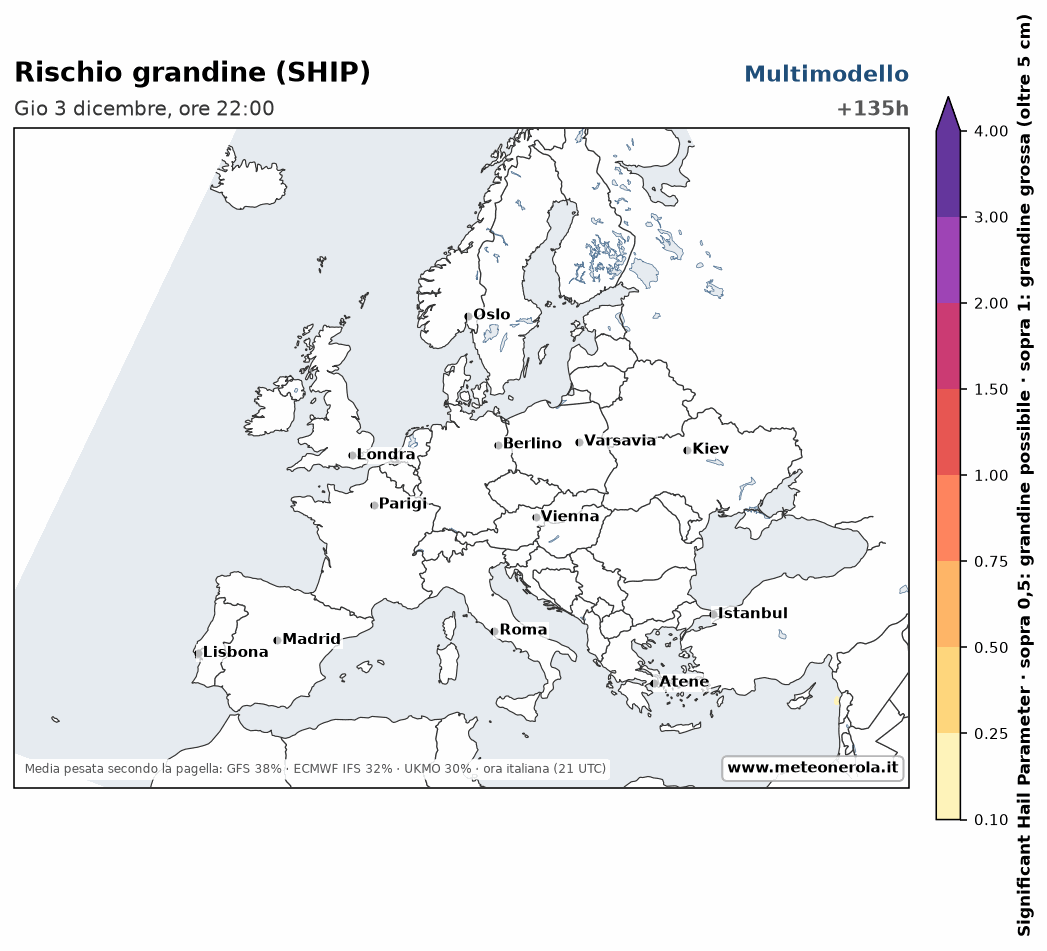 Rischio grandine (SHIP)
Multimodello
Gio 3 dicembre, ore 22:00
+135h
Oslo
Berlino
Varsavia
Kiev
Londra
Parigi
Vienna
Istanbul
Roma
Madrid
Lisbona
Atene
Media pesata secondo la pagella: GFS 38% · ECMWF IFS 32% · UKMO 30% · ora italiana (21 UTC)
www.meteonerola.it
4.00
3.00
2.00
1.50
1.00
0.75
0.50
0.25
0.10
Significant Hail Parameter · sopra 0,5: grandine possibile · sopra 1: grandine grossa (oltre 5 cm)